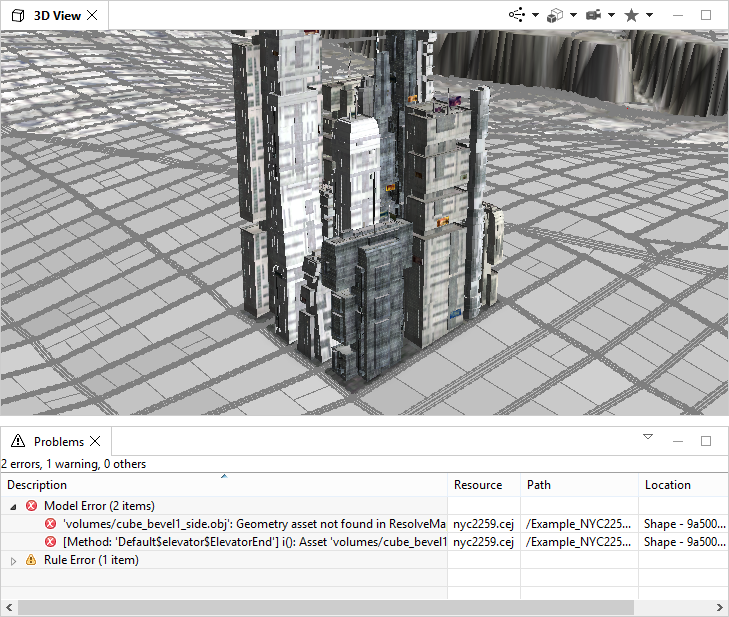 3D View
Problems
2 errors, 1 warning, 0 others
Description Resource Path Location
Model Error (2 items)
'volumes/cube_bevel1_side.obj': Geometry asset not found in ResolveMa nyc2259.cej /Example_NYC225... Shape - 9a500...
[Method: 'Default$elevator$ElevatorEnd'] i(): Asset 'volumes/cube_bevel1 nyc2259.cej /Example_NYC225... Shape - 9a500...
Rule Error (1 item)